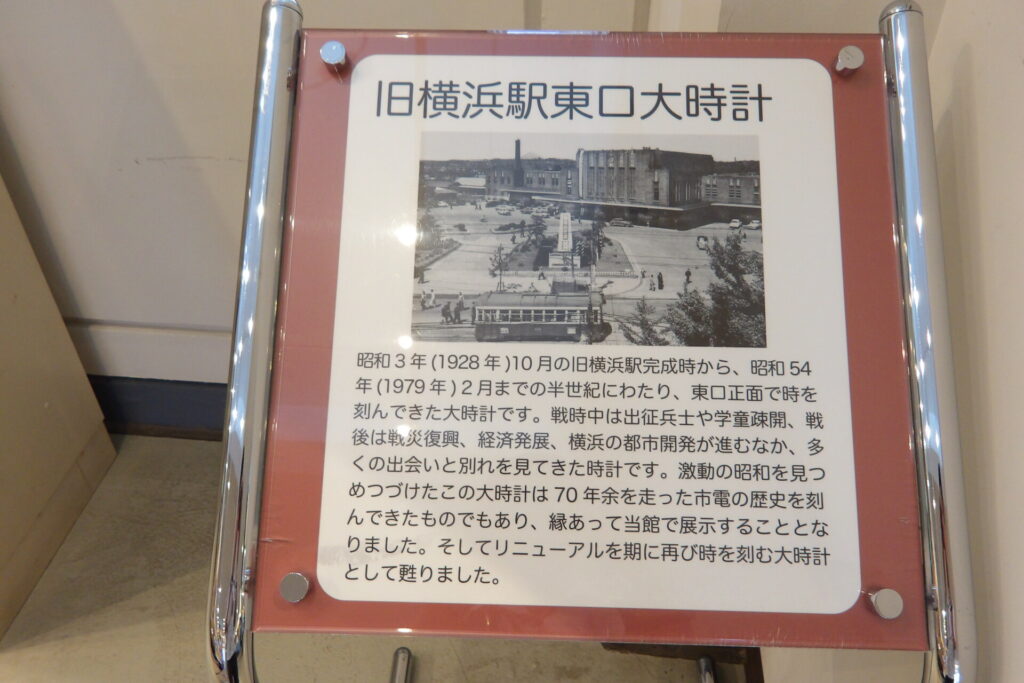 旧横浜駅東口大時計
昭和3年(1928年)10月の旧横浜駅完成時から、昭和54
年(1979年)2月までの半世紀にわたり、東口正面で時を
刻んできた大時計です。戦時中は出征兵士や学童疎開、戦
後は戦災復興、経済発展、横浜の都市開発が進むなか、多
くの出会いと別れを見てきた時計です。激動の昭和を見つ
めつづけたこの大時計は70年余を走った市電の歴史を刻
んできたものでもあり、縁あって当館で展示することとな
りました。そしてリニューアルを期に再び時を刻む大時計
として甦りました。